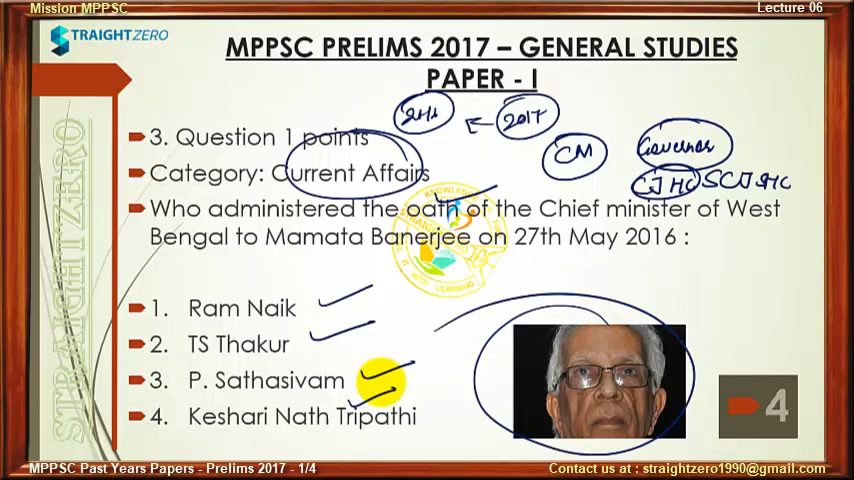 Mission MPPSC
Lecture 06
STRAIGHTZERO
MPPSC PRELIMS 2017 – GENERAL STUDIES
PAPER - I
2017
CM
Governor
CJ HC
SCJ HC
3. Question 1 points
Category: Current Affairs
Who administered the oath of the Chief minister of West
Bengal to Mamata Banerjee on 27th May 2016 :
1. Ram Naik
2. TS Thakur
3. P. Sathasivam
4. Keshari Nath Tripathi
4
STRAIGHTZERO
MPPSC Past Years Papers - Prelims 2017 - 1/4
Contact us at : straightzero1990@gmail.com